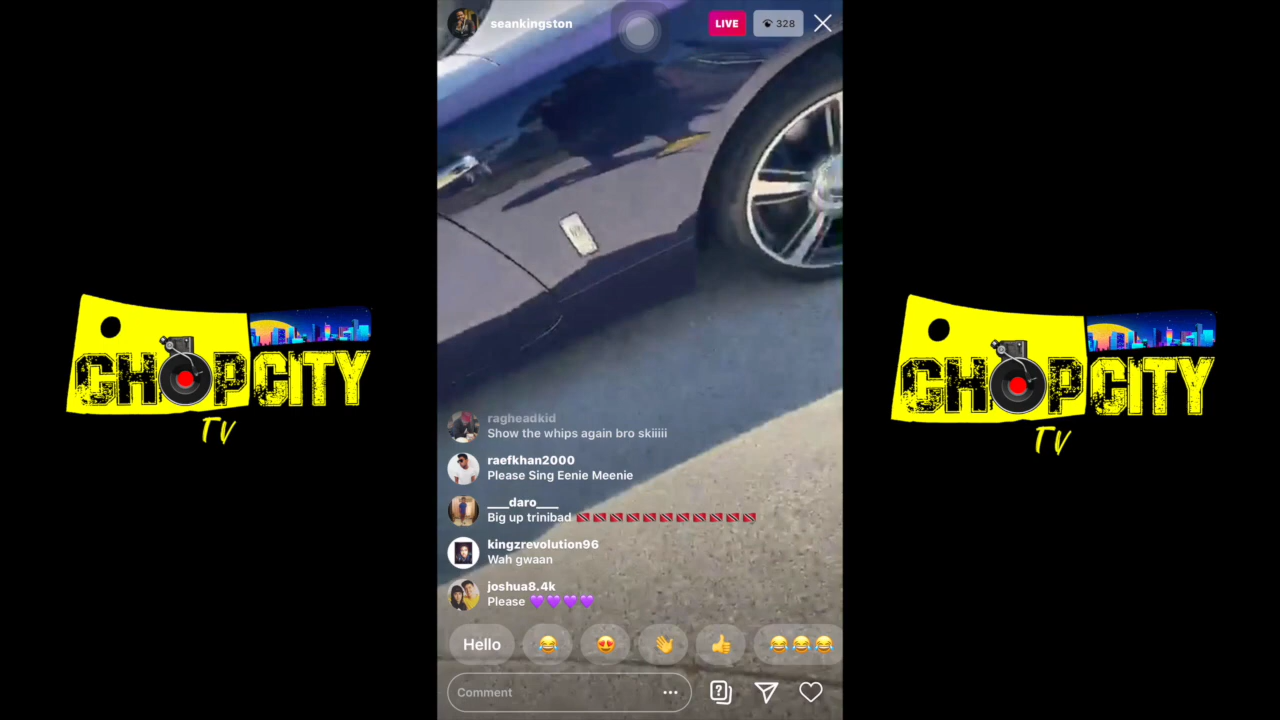 seankingston
LIVE
328
CHOPCITY
TV
CHOPCITY
TV
ragheadkid
Show the whips again bro skiiiii
raefkhan2000
Please Sing Eenie Meenie
___daro___
Big up trinibad 🇹🇹🇹🇹🇹🇹🇹🇹🇹🇹🇹🇹🇹🇹🇹🇹🇹🇹🇹🇹🇹🇹
kingzrevolution96
Wah gwaan
joshua8.4k
Please 💜💜💜💜
Hello 😂 😍 👋 👍 😂😂😂
Comment